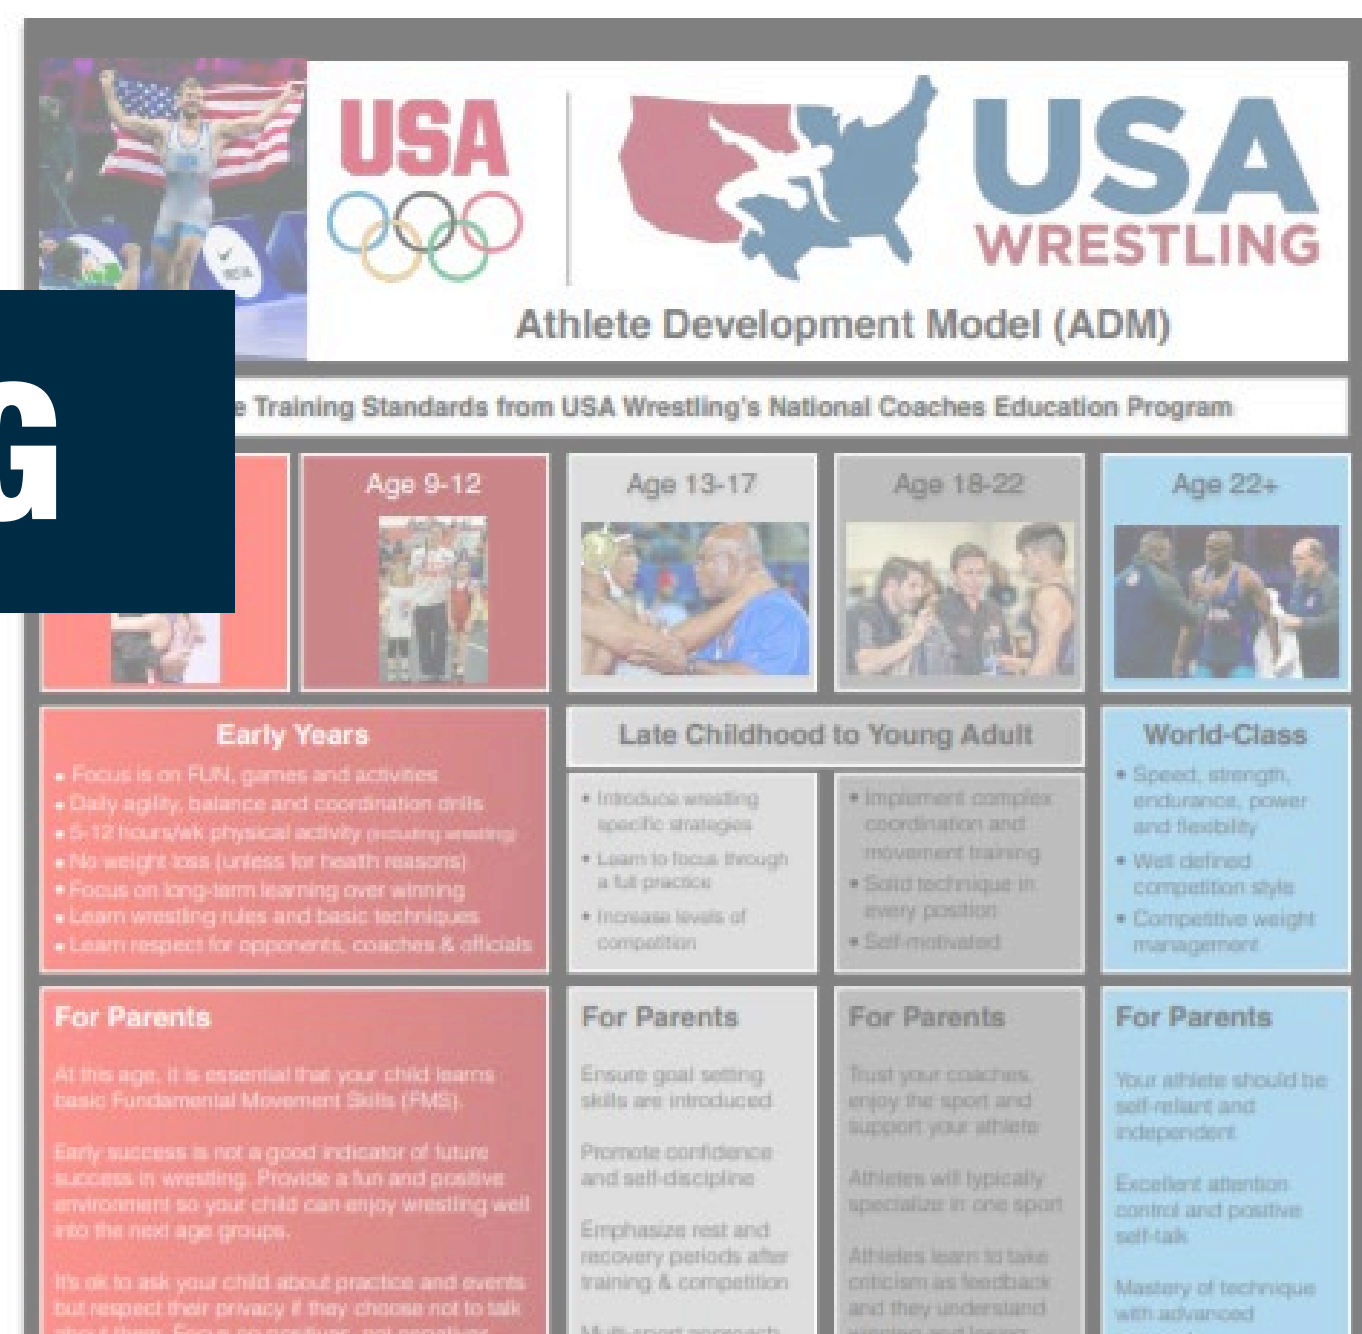 USA
USA
WRESTLING
Athlete Development Model (ADM)
G
e Training Standards from USA Wrestling's National Coaches Education Program
Age 9-12
Age 13-17
Age 18-22
Age 22+
Early Years
• Focus is on FUN, games and activities
• Daily agility, balance and coordination drills
• 5-12 hours/wk physical activity (including wrestling)
• No weight loss (unless for health reasons)
• Focus on long-term learning over winning
• Learn wrestling rules and basic techniques
• Learn respect for opponents, coaches & officials
Late Childhood to Young Adult
• Introduce wrestling
specific strategies
• Learn to focus through
a full practice
• Increase levels of
competition
• Implement complex
coordination and
movement training
• Solid technique in
every position
• Self-motivated
World-Class
• Speed, strength,
endurance, power
and flexibility
• Well defined
competition style
• Competitive weight
management
For Parents
At this age, it is essential that your child learns
basic Fundamental Movement Skills (FMS).
Early success is not a good indicator of future
success in wrestling. Provide a fun and positive
environment so your child can enjoy wrestling well
into the next age groups.
It's ok to ask your child about practice and events
but respect their privacy if they choose not to talk
about them. Focus on positives, not negatives
For Parents
Ensure goal setting
skills are introduced
Promote confidence
and self-discipline
Emphasize rest and
recovery periods after
training & competition
Multi-sport approach
For Parents
Trust your coaches,
enjoy the sport and
support your athlete
Athletes will typically
specialize in one sport
Athletes learn to take
criticism as feedback
and they understand
winning and losing
For Parents
Your athlete should be
self-reliant and
independent
Excellent attention
control and positive
self-talk
Mastery of technique
with advanced